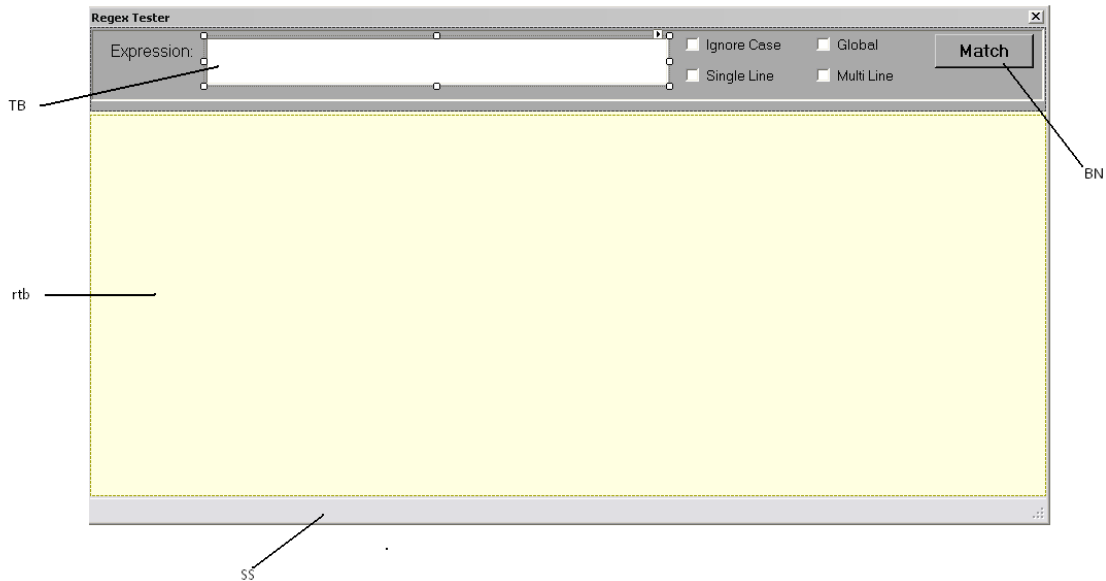 Regex Tester
Expression:
Ignore Case
Global
Match
Single Line
Multi Line
TB
BN
rtb
SS